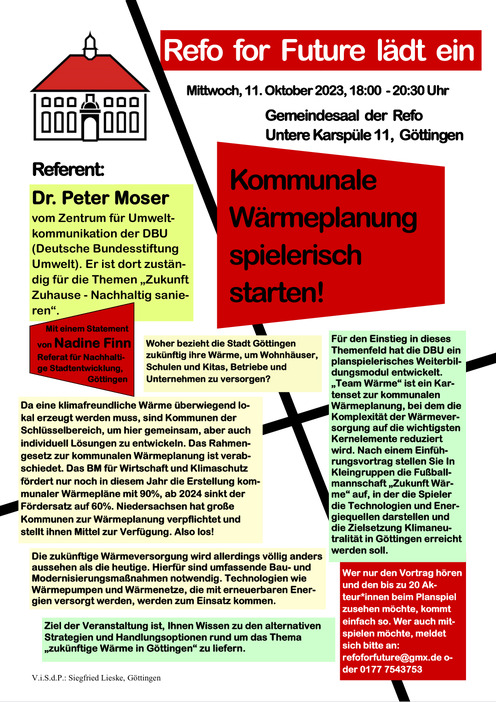 Refo for Future lädt ein
Mittwoch, 11. Oktober 2023, 18:00 - 20:30 Uhr
Gemeindesaal der Refo
Untere Karspüle 11, Göttingen
Referent:
Dr. Peter Moser
vom Zentrum für Umwelt-
kommunikation der DBU
(Deutsche Bundesstiftung
Umwelt). Er ist dort zustän-
dig für die Themen „Zukunft
Zuhause - Nachhaltig sanie-
ren“.
Kommunale
Wärmeplanung
spielerisch
starten!
Mit einem Statement
von Nadine Finn
Referat für Nachhalti-
ge Stadtentwicklung,
Göttingen
Woher bezieht die Stadt Göttingen
zukünftig ihre Wärme, um Wohnhäuser,
Schulen und Kitas, Betriebe und
Unternehmen zu versorgen?
Da eine klimafreundliche Wärme überwiegend lo-
kal erzeugt werden muss, sind Kommunen der
Schlüsselbereich, um hier gemeinsam, aber auch
individuell Lösungen zu entwickeln. Das Rahmen-
gesetz zur kommunalen Wärmeplanung ist verab-
schiedet. Das BM für Wirtschaft und Klimaschutz
fördert nur noch in diesem Jahr die Erstellung kom-
munaler Wärmepläne mit 90%, ab 2024 sinkt der
Fördersatz auf 60%. Niedersachsen hat große
Kommunen zur Wärmeplanung verpflichtet und
stellt ihnen Mittel zur Verfügung. Also los!
Für den Einstieg in dieses
Themenfeld hat die DBU ein
planspielerisches Weiterbil-
dungsmodul entwickelt.
„Team Wärme“ ist ein Kar-
tenset zur kommunalen
Wärmeplanung, bei dem die
Komplexität der Wärmever-
sorgung auf die wichtigsten
Kernelemente reduziert
wird. Nach einem Einfüh-
rungsvortrag stellen Sie In
Kleingruppen die Fußball-
mannschaft „Zukunft Wär-
me“ auf, in der die Spieler
die Technologien und Ener-
giequellen darstellen und
die Zielsetzung Klimaneu-
tralität in Göttingen erreicht
werden soll.
Die zukünftige Wärmeversorgung wird allerdings völlig anders
aussehen als die heutige. Hierfür sind umfassende Bau- und
Modernisierungsmaßnahmen notwendig. Technologien wie
Wärmepumpen und Wärmenetze, die mit erneuerbaren Ener-
gien versorgt werden, werden zum Einsatz kommen.
Wer nur den Vortrag hören
und den bis zu 20 Ak-
teur*innen beim Planspiel
zusehen möchte, kommt
einfach so. Wer auch mit-
spielen möchte, meldet
sich bitte an:
refoforfuture@gmx.de o-
der 0177 7543753
Ziel der Veranstaltung ist, Ihnen Wissen zu den alternativen
Strategien und Handlungsoptionen rund um das Thema
„zukünftige Wärme in Göttingen“ zu liefern.
V.i.S.d.P.: Siegfried Lieske, Göttingen